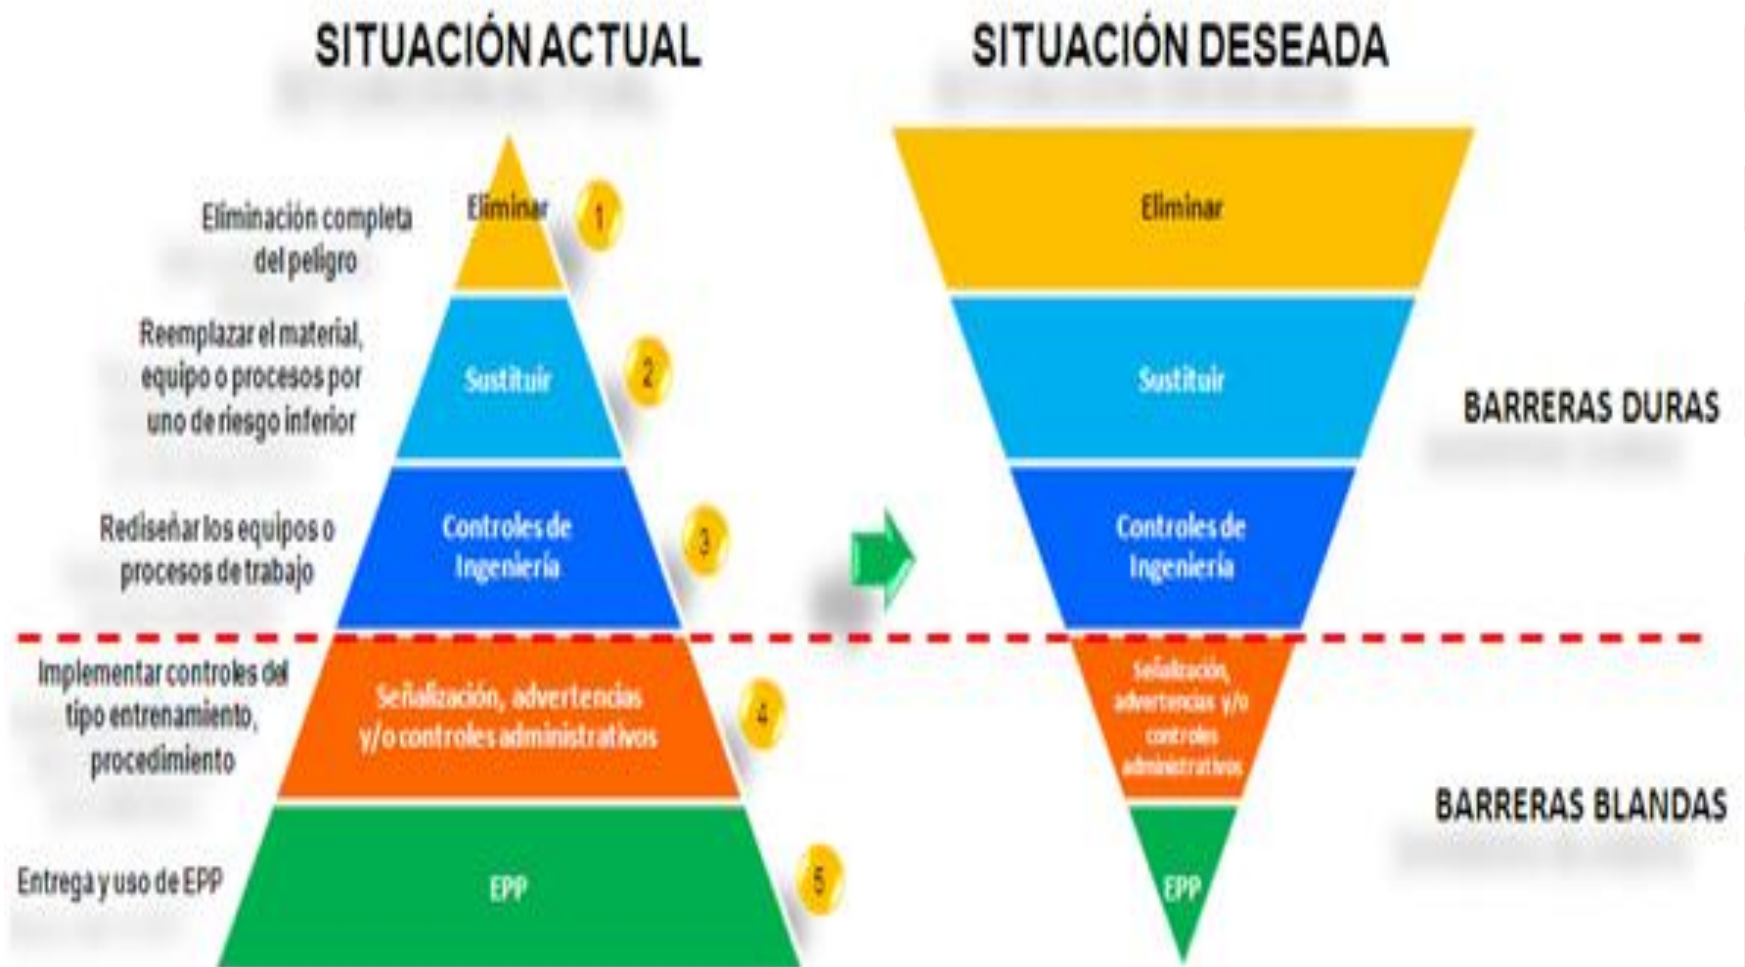 SITUACIÓN ACTUAL
SITUACIÓN DESEADA
Eliminación completa
del peligro
Eliminar
1
Reemplazar el material,
equipo o procesos por
uno de riesgo inferior
Sustituir
2
Rediseñar los equipos o
procesos de trabajo
Controles de
Ingeniería
3
Implementar controles del
tipo entrenamiento,
procedimiento
Señalización, advertencias
y/o controles administrativos
4
Entrega y uso de EPP
EPP
5
Eliminar
Sustituir
Controles de
Ingeniería
Señalización,
advertencias y/o
controles
administrativos
EPP
BARRERAS DURAS
BARRERAS BLANDAS